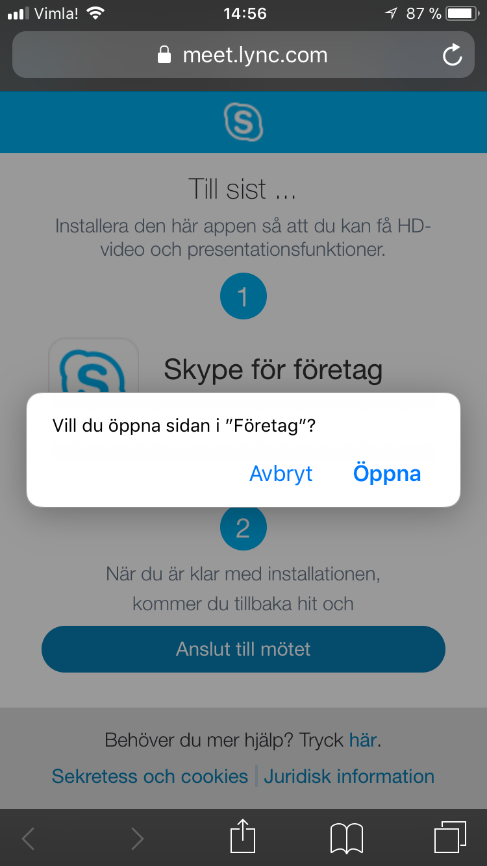 Vimla! 14:56 87 %
meet.lync.com
Till sist ...
Installera den här appen så att du kan få HD-
video och presentationsfunktioner.
1
Skype för företag
Vill du öppna sidan i ”Företag”?
Avbryt Öppna
2
När du är klar med installationen,
kommer du tillbaka hit och
Anslut till mötet
Behöver du mer hjälp? Tryck här.
Sekretess och cookies | Juridisk information